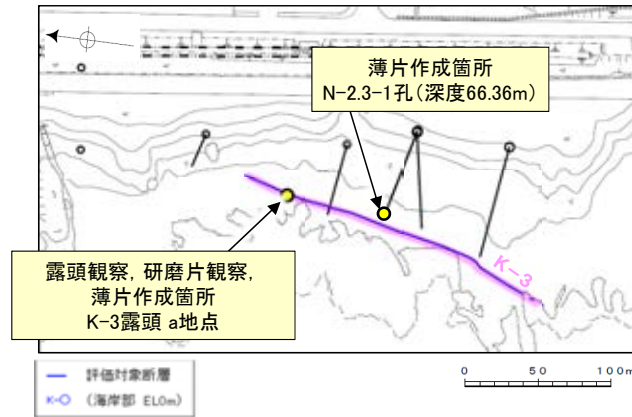 薄片作成箇所
N-2.3-1孔(深度66.36m)
露頭観察, 研磨片観察,
薄片作成箇所
K-3露頭 a地点
K-3
評価対象断層
K-○ (海岸部 EL0m)
0 50 100m